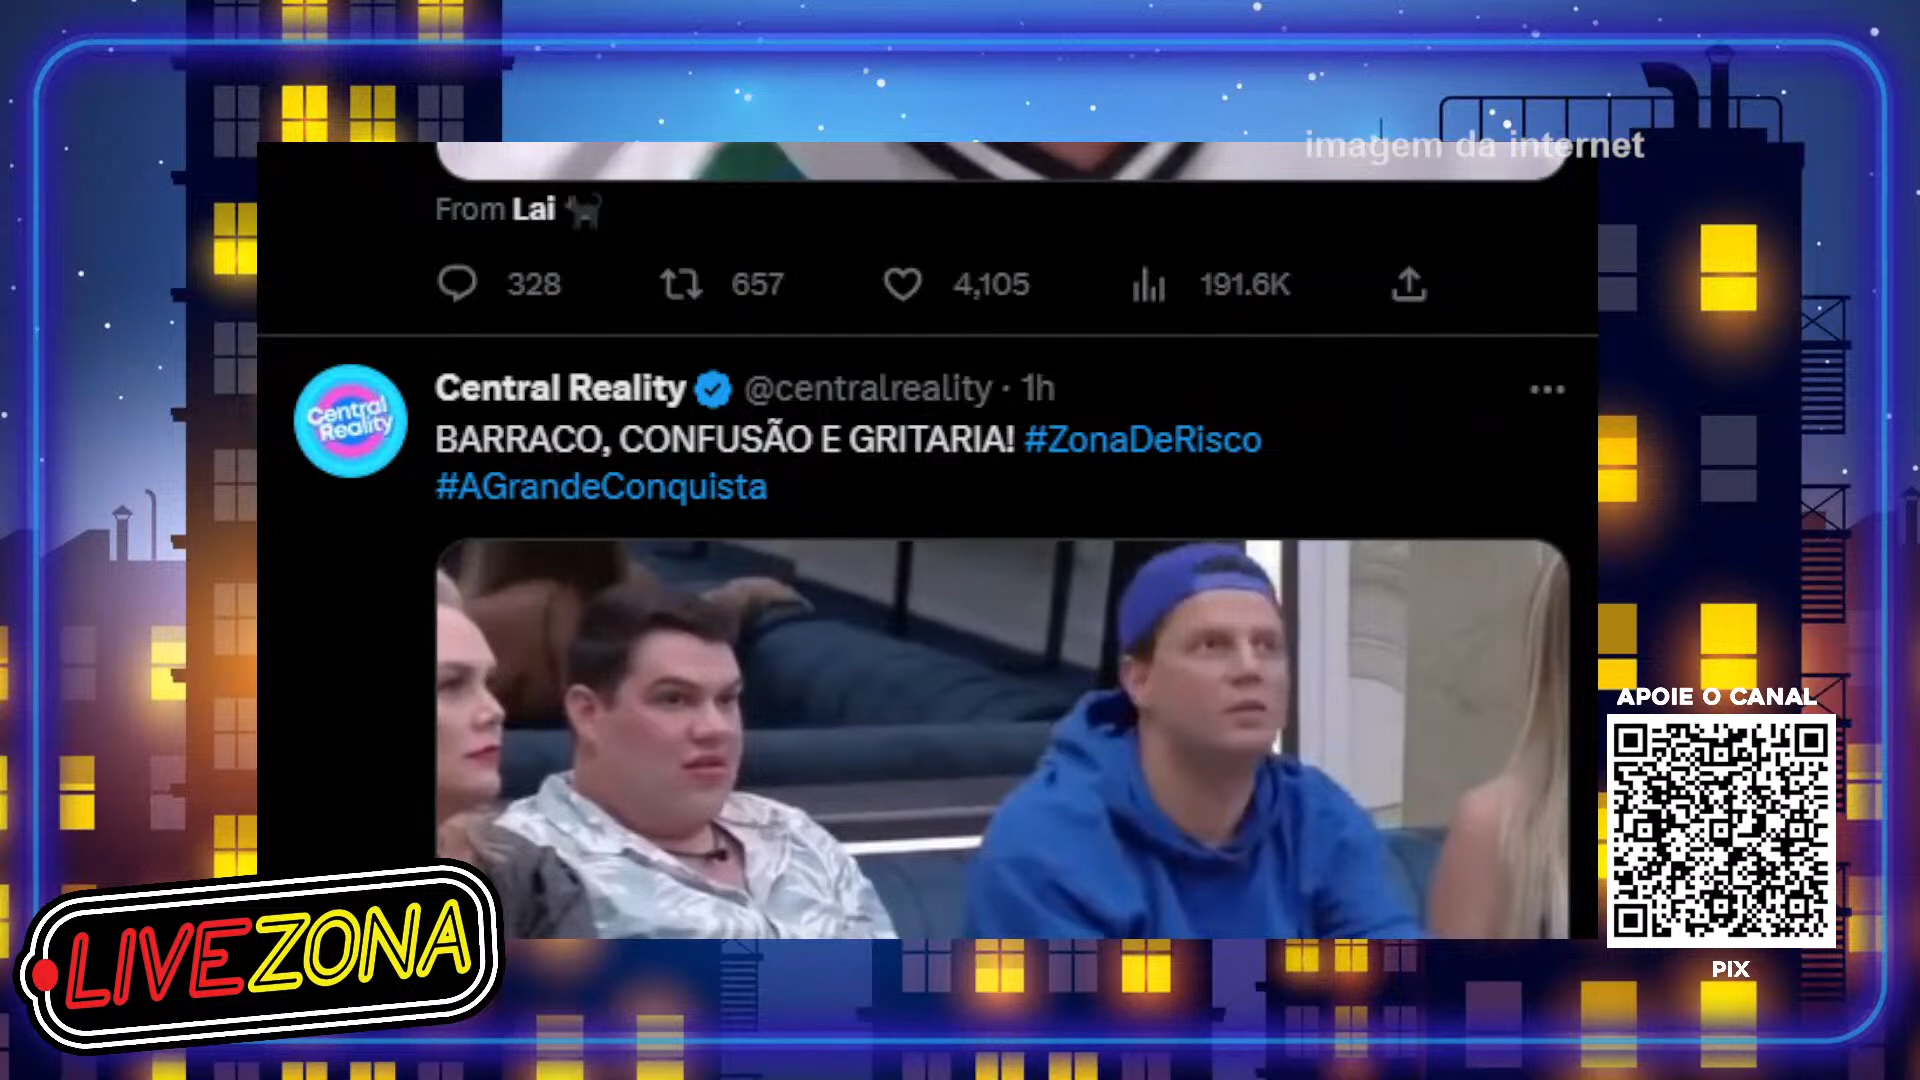 imagem da internet
From Lai
328 657 4,105 191.6K
Central Reality @centralreality · 1h
Central Reality
BARRACO, CONFUSÃO E GRITARIA! #ZonaDeRisco
#AGrandeConquista
APOIE O CANAL
LIVEZONA
PIX